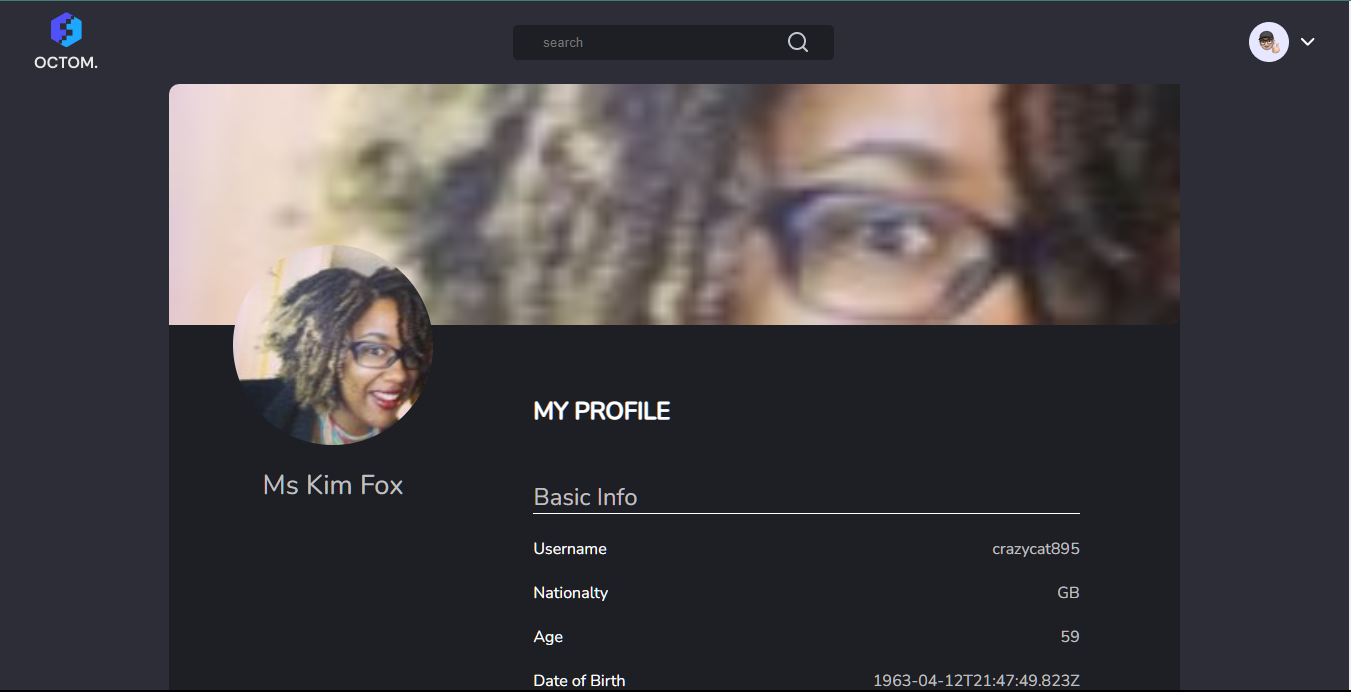 OCTOM.
search
MY PROFILE
Ms Kim Fox
Basic Info
Username crazycat895
Nationalty GB
Age 59
Date of Birth 1963-04-12T21:47:49.823Z